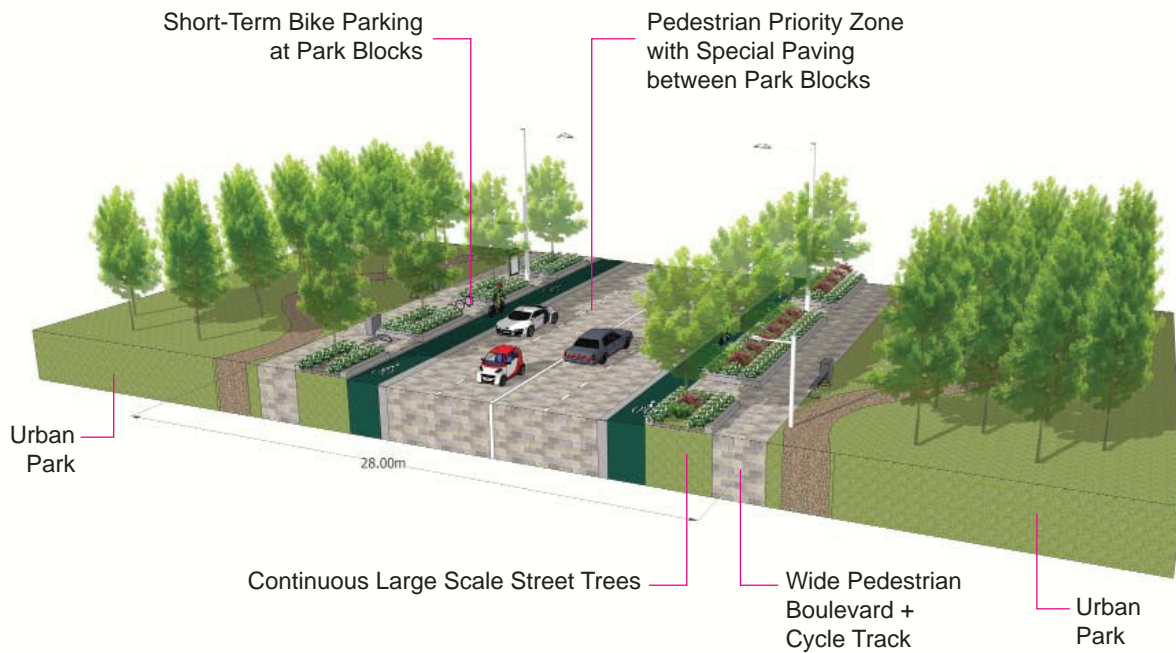 Short-Term Bike Parking
at Park Blocks
Pedestrian Priority Zone
with Special Paving
between Park Blocks
Urban
Park
28.00m
Continuous Large Scale Street Trees
Wide Pedestrian
Boulevard +
Cycle Track
Urban
Park